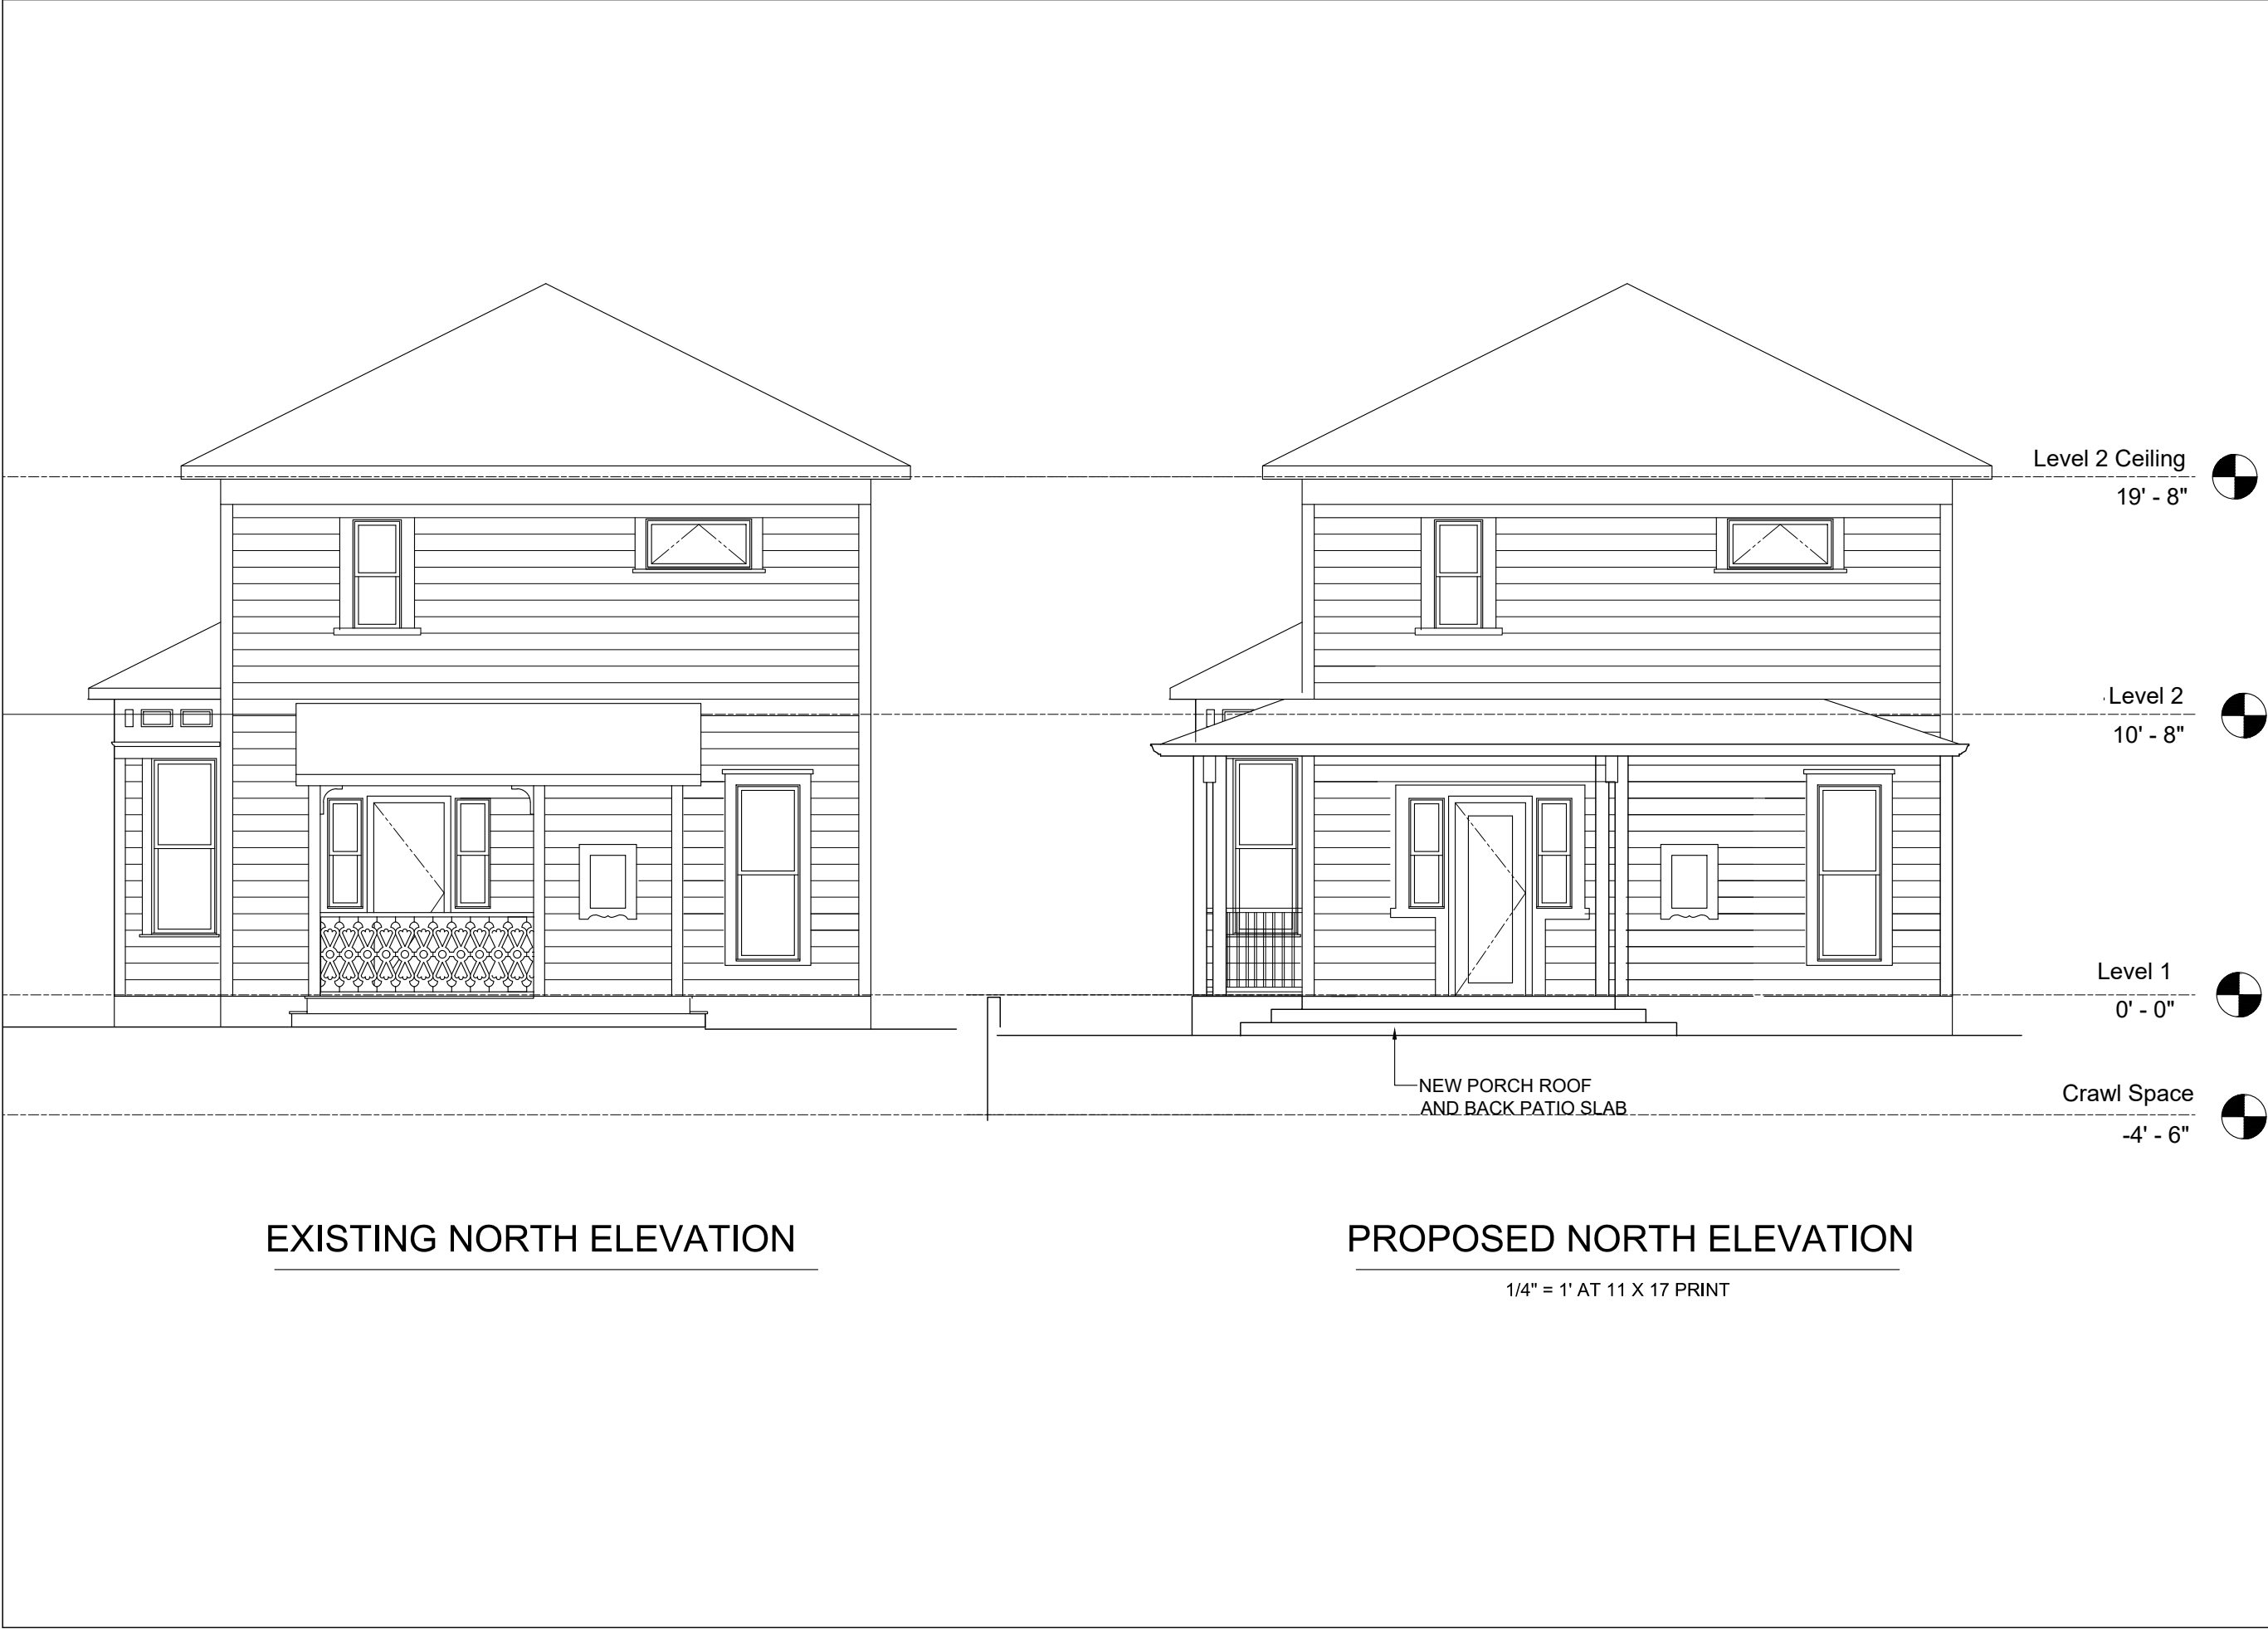 Level 2 Ceiling
19' - 8"
Level 2
10' - 8"
Level 1
0' - 0"
NEW PORCH ROOF
AND BACK PATIO SLAB
Crawl Space
-4' - 6"
EXISTING NORTH ELEVATION
PROPOSED NORTH ELEVATION
1/4" = 1' AT 11 X 17 PRINT